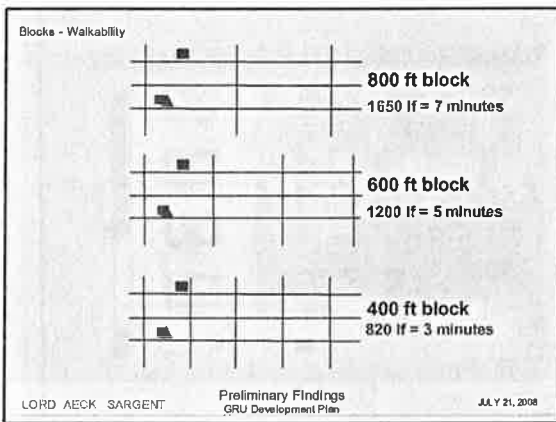 Blocks - Walkability
800 ft block
1650 lf = 7 minutes
600 ft block
1200 lf = 5 minutes
400 ft block
820 lf = 3 minutes
LORD AECK SARGENT
Preliminary Findings
GRU Development Plan
JULY 21, 2008